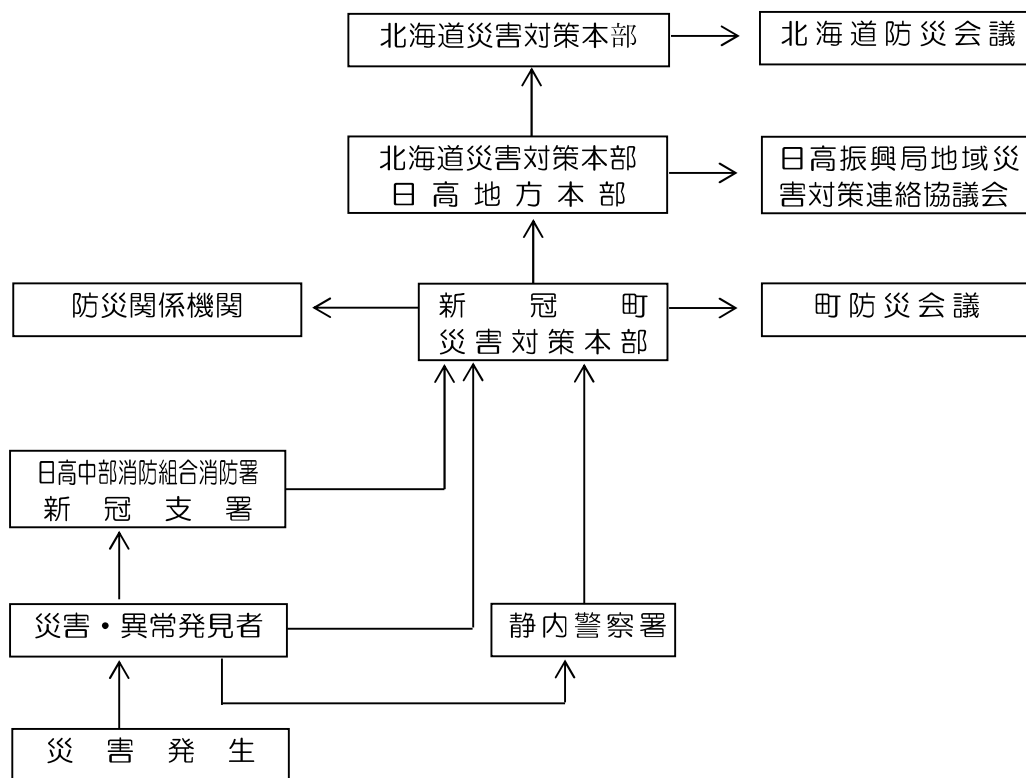 北海道災害対策本部
北海道防災会議
北海道災害対策本部
日高地方本部
日高振興局地域災
害対策連絡協議会
防災関係機関
新冠町
災害対策本部
町防災会議
日高中部消防組合消防署
新冠支署
災害・異常発見者
静内警察署
災害発生